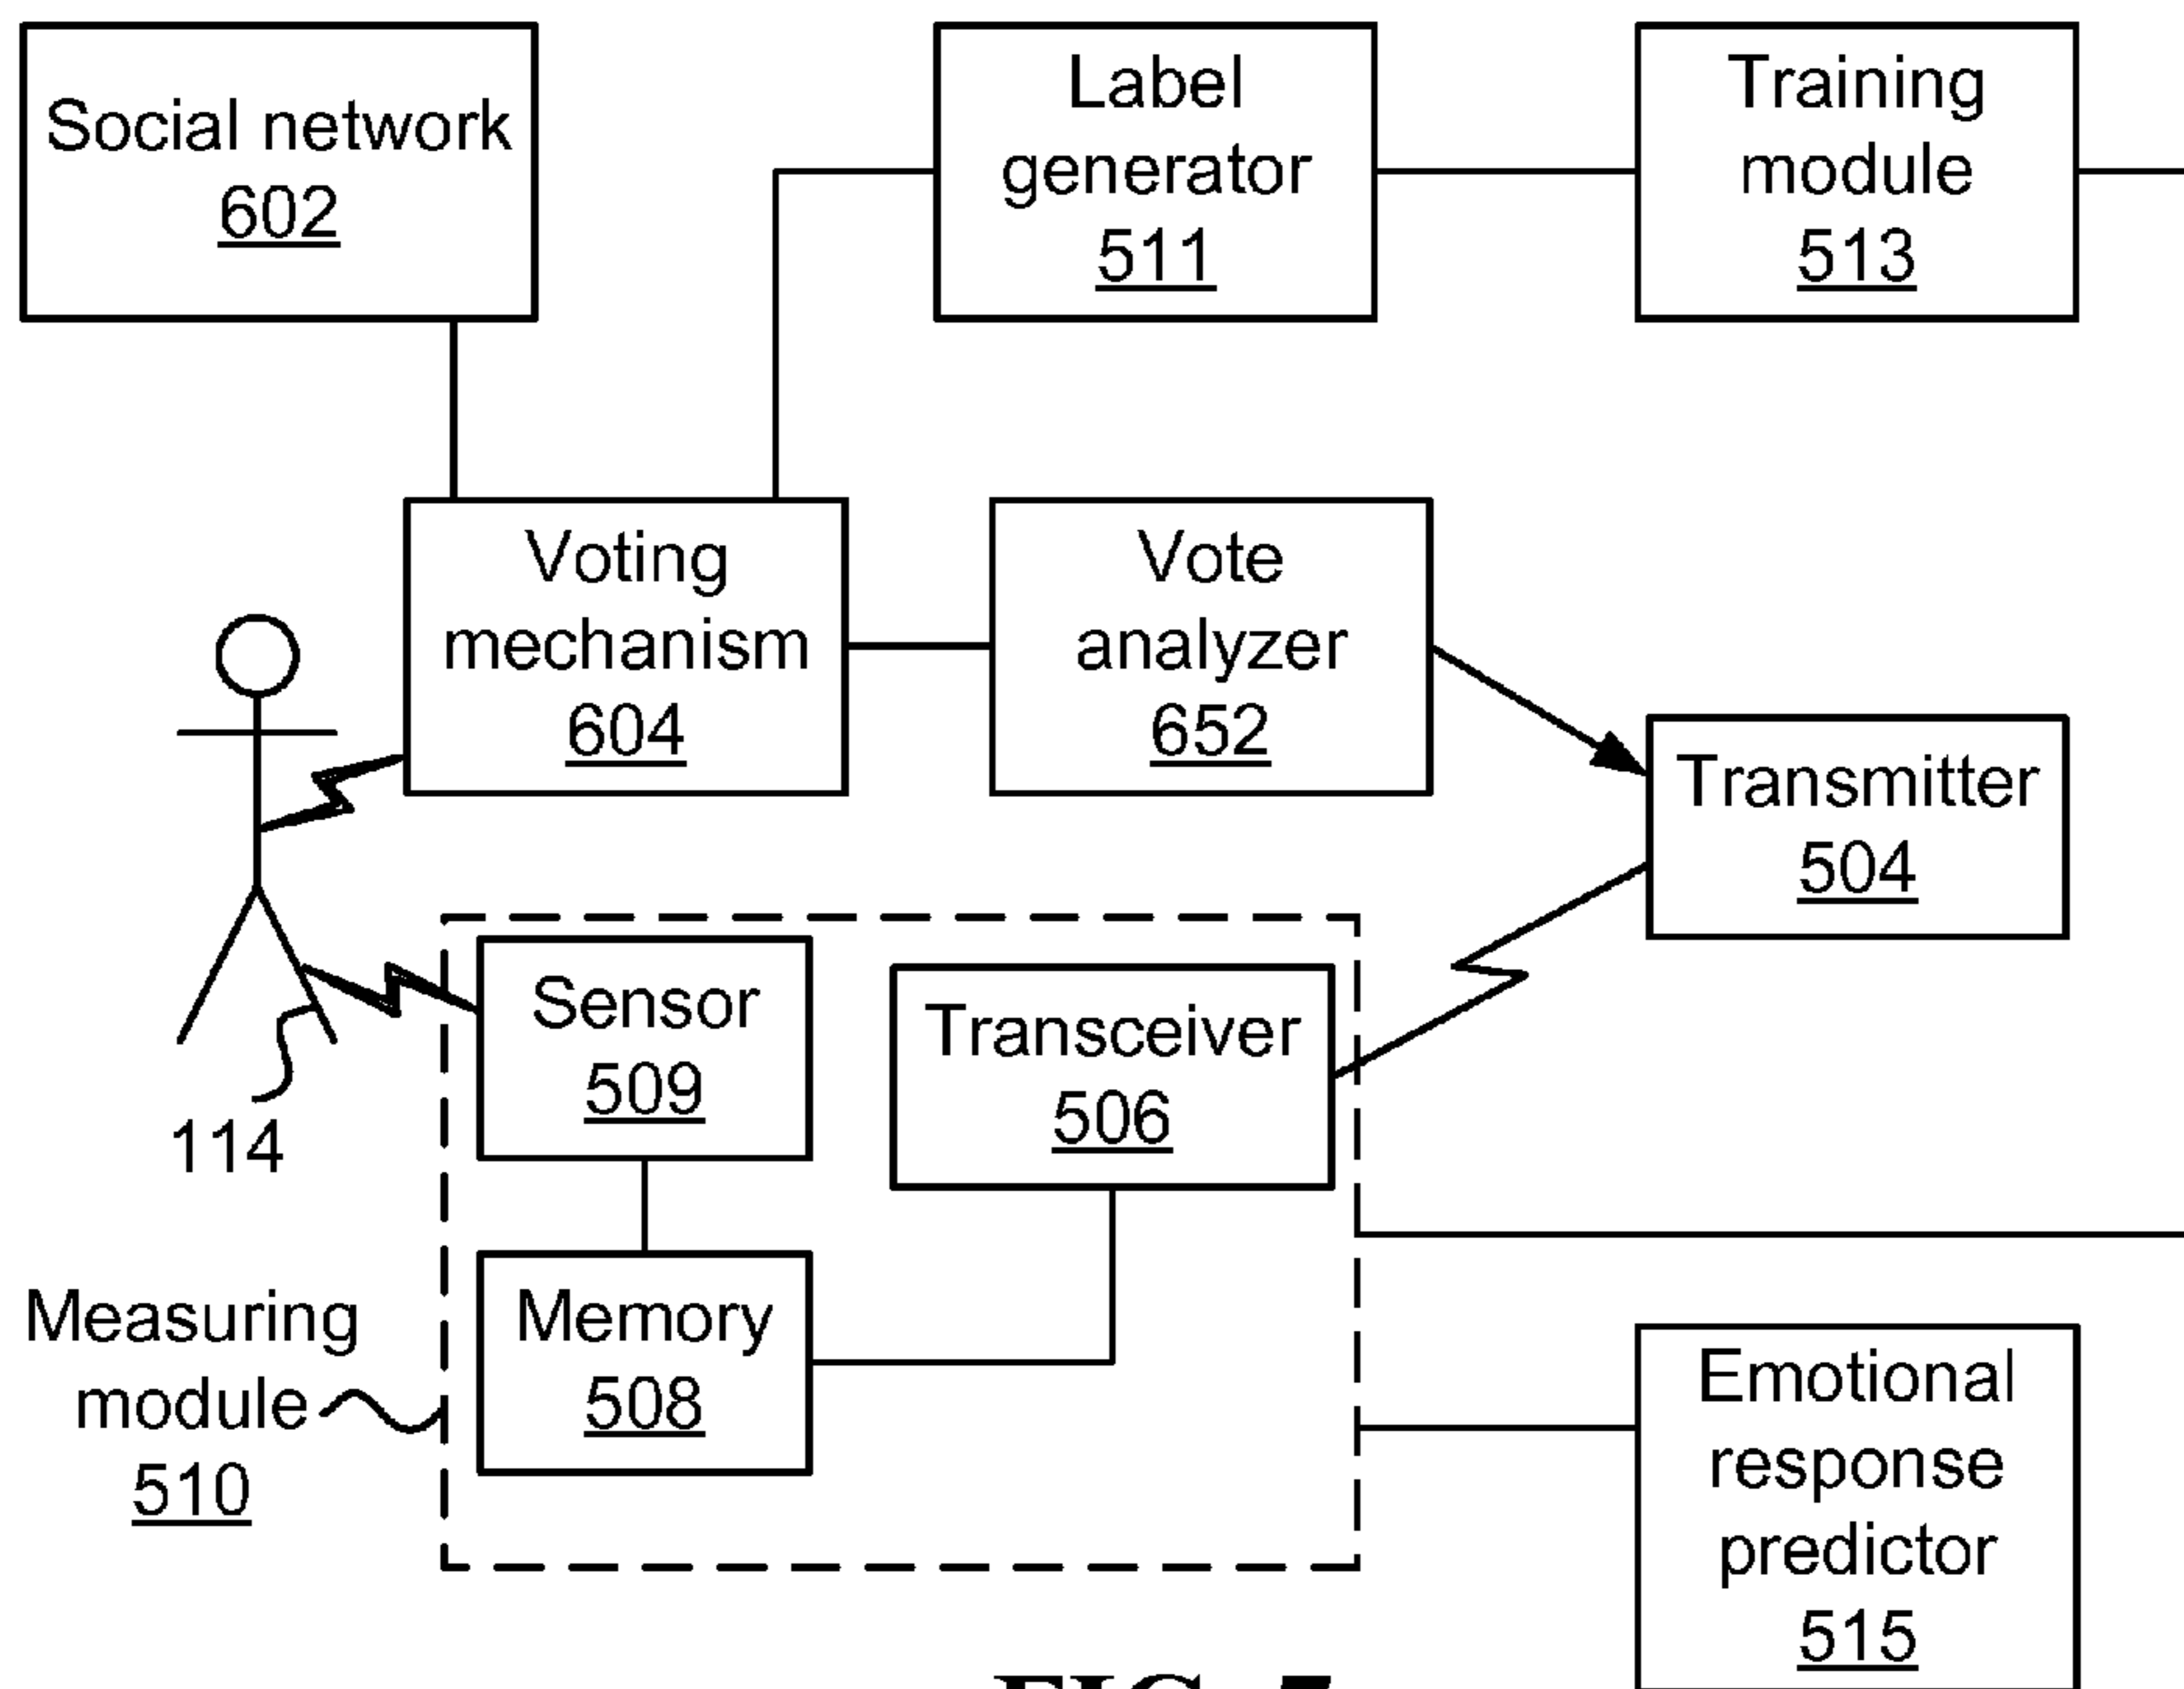 Social network
602
Label
generator
511
Training
module
513
Voting
mechanism
604
Vote
analyzer
652
Transmitter
504
Sensor
509
Transceiver
506
114
Measuring
module
510
Memory
508
Emotional
response
predictor
515